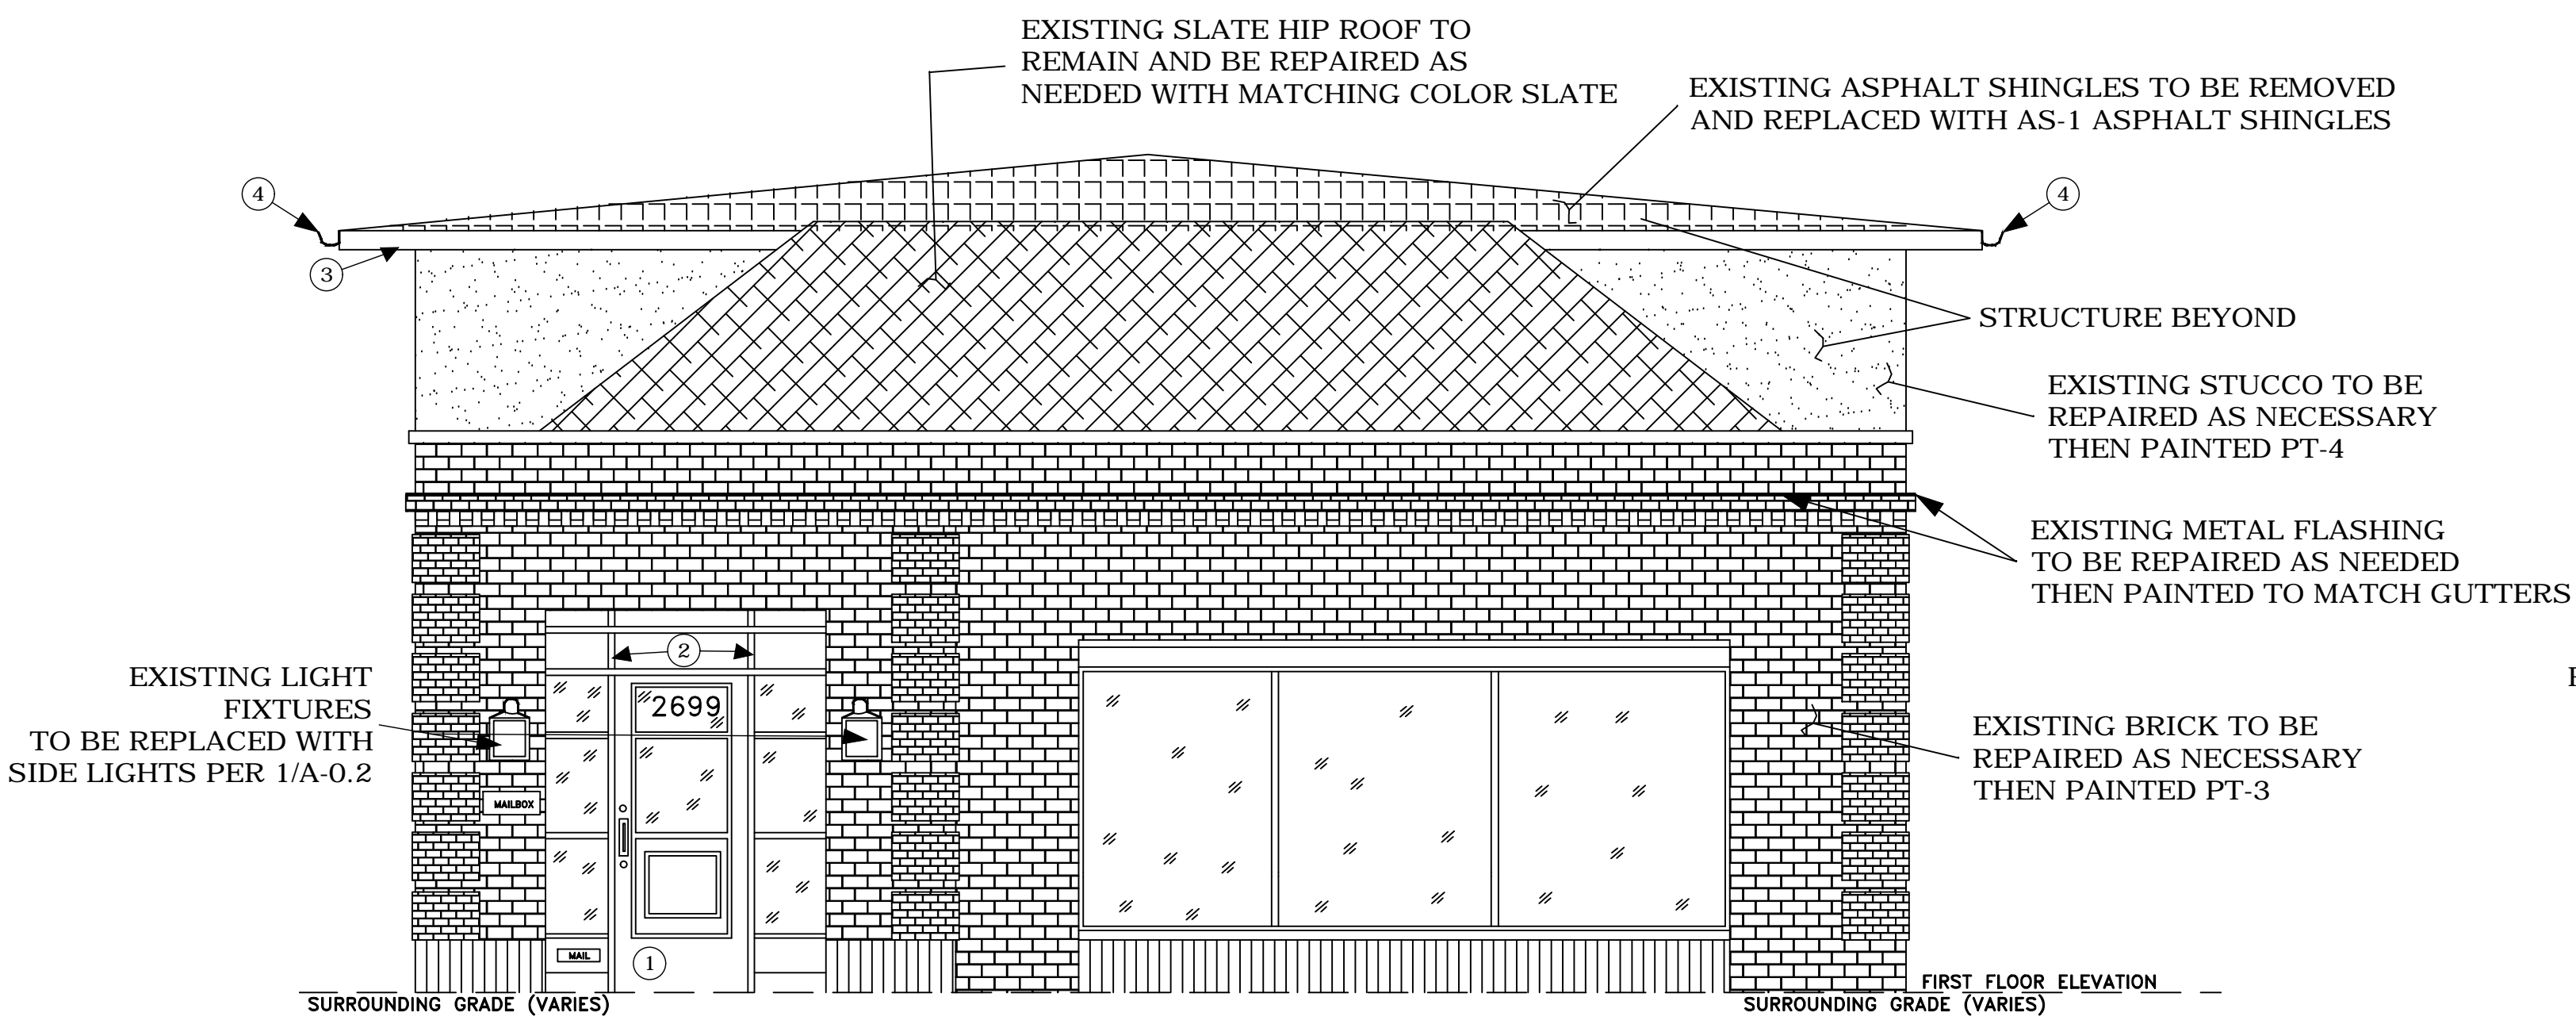 EXISTING SLATE HIP ROOF TO
REMAIN AND BE REPAIRED AS
NEEDED WITH MATCHING COLOR SLATE
EXISTING ASPHALT SHINGLES TO BE REMOVED
AND REPLACED WITH AS-1 ASPHALT SHINGLES
4
4
3
STRUCTURE BEYOND
EXISTING STUCCO TO BE
REPAIRED AS NECESSARY
THEN PAINTED PT-4
EXISTING METAL FLASHING
TO BE REPAIRED AS NEEDED
THEN PAINTED TO MATCH GUTTERS
2
EXISTING LIGHT
FIXTURES
TO BE REPLACED WITH
SIDE LIGHTS PER 1/A-0.2
2699
EXISTING BRICK TO BE
REPAIRED AS NECESSARY
THEN PAINTED PT-3
MAILBOX
MAIL
1
FIRST FLOOR ELEVATION
SURROUNDING GRADE (VARIES)
SURROUNDING GRADE (VARIES)